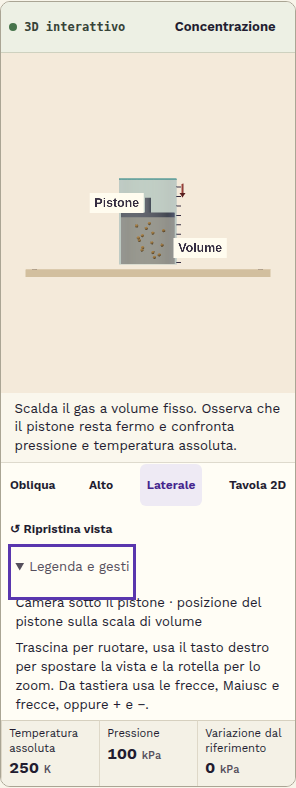 3D interattivo
Concentrazione
Pistone
Volume
Scalda il gas a volume fisso. Osserva che
il pistone resta fermo e confronta
pressione e temperatura assoluta.
Obliqua Alto Laterale Tavola 2D
↺ Ripristina vista
▼ Legenda e gesti
Camera sotto il pistone · posizione del
pistone sulla scala di volume
Trascina per ruotare, usa il tasto destro
per spostare la vista e la rotella per lo
zoom. Da tastiera usa le frecce, Maiusc e
frecce, oppure + e −.
Temperatura
assoluta
250 K
Pressione
100 kPa
Variazione dal
riferimento
0 kPa